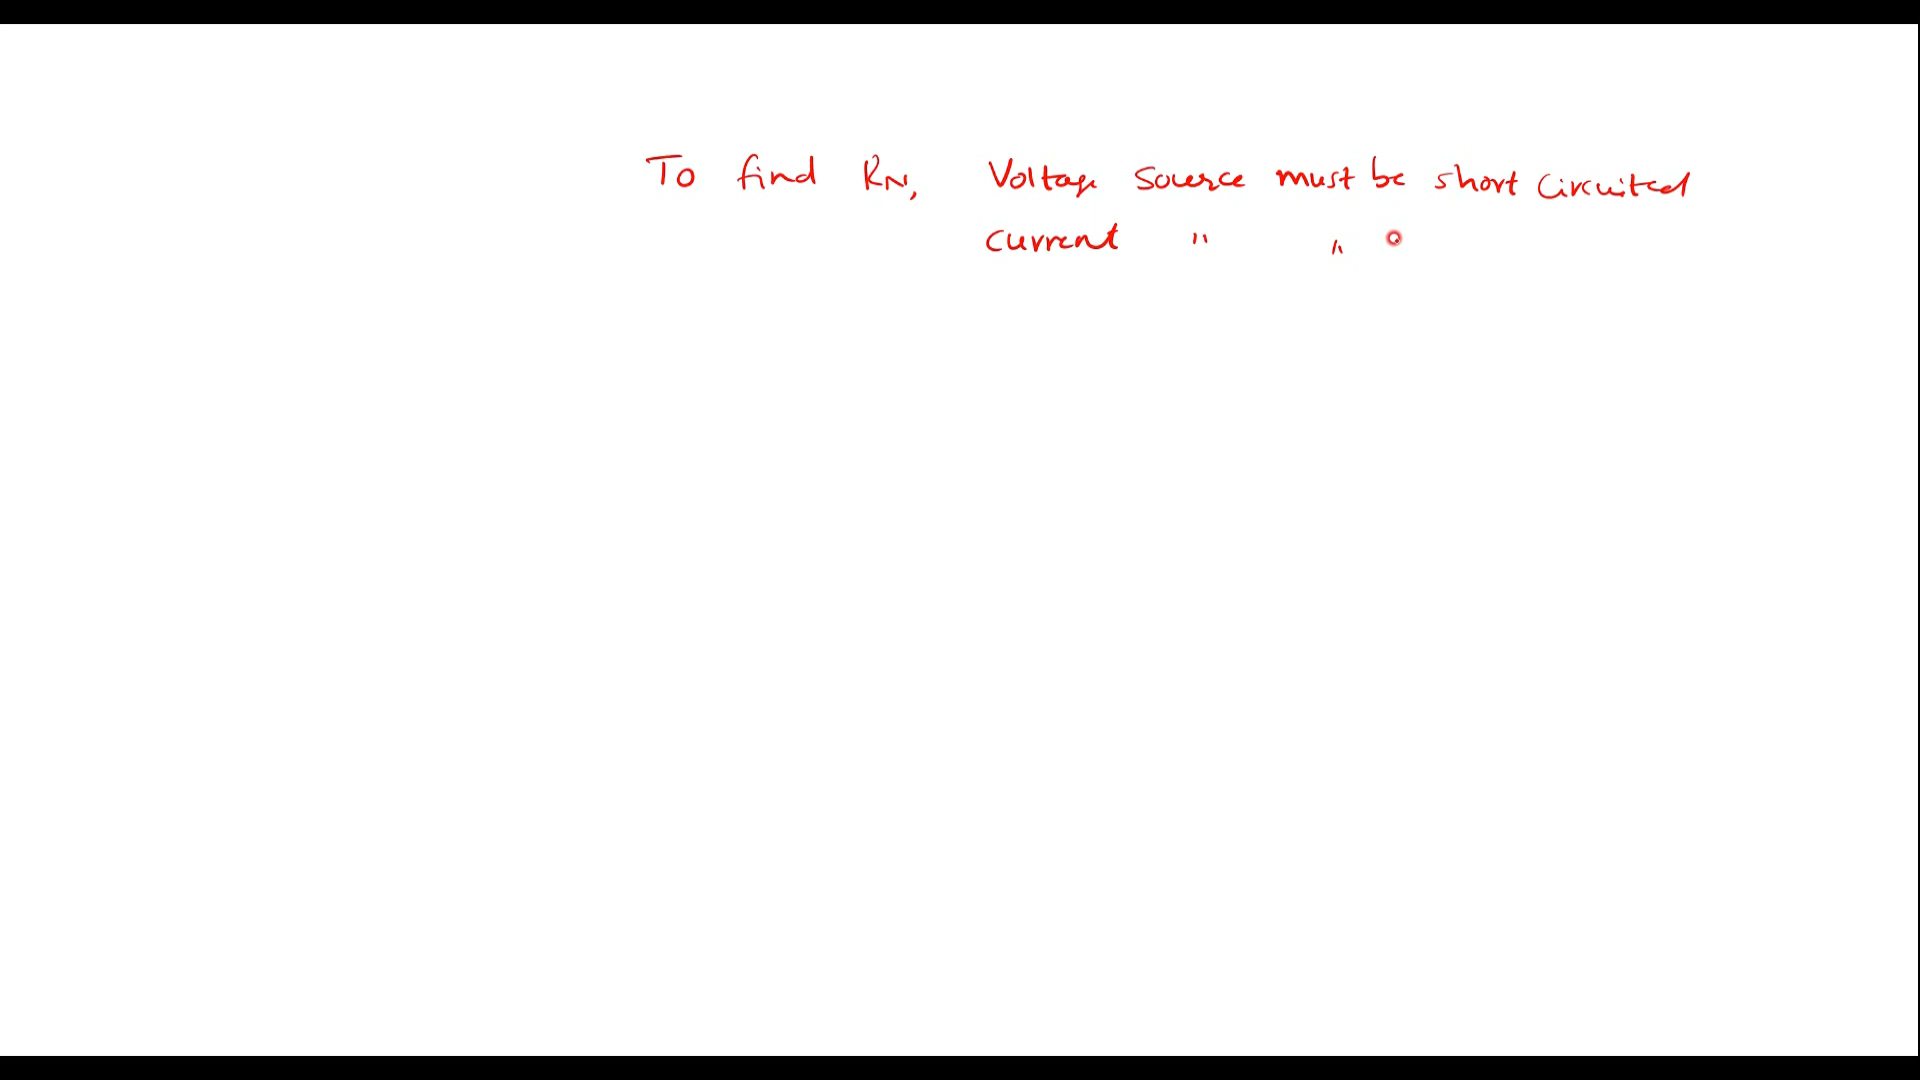 To find RN, Voltage Source must be short circuited
current " "